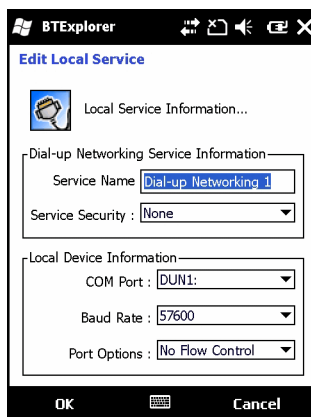 BTExplorer
Edit Local Service
Local Service Information...
Dial-up Networking Service Information
Service Name Dial-up Networking 1
Service Security : None
Local Device Information
COM Port : DUN1:
Baud Rate : 57600
Port Options : No Flow Control
OK Cancel